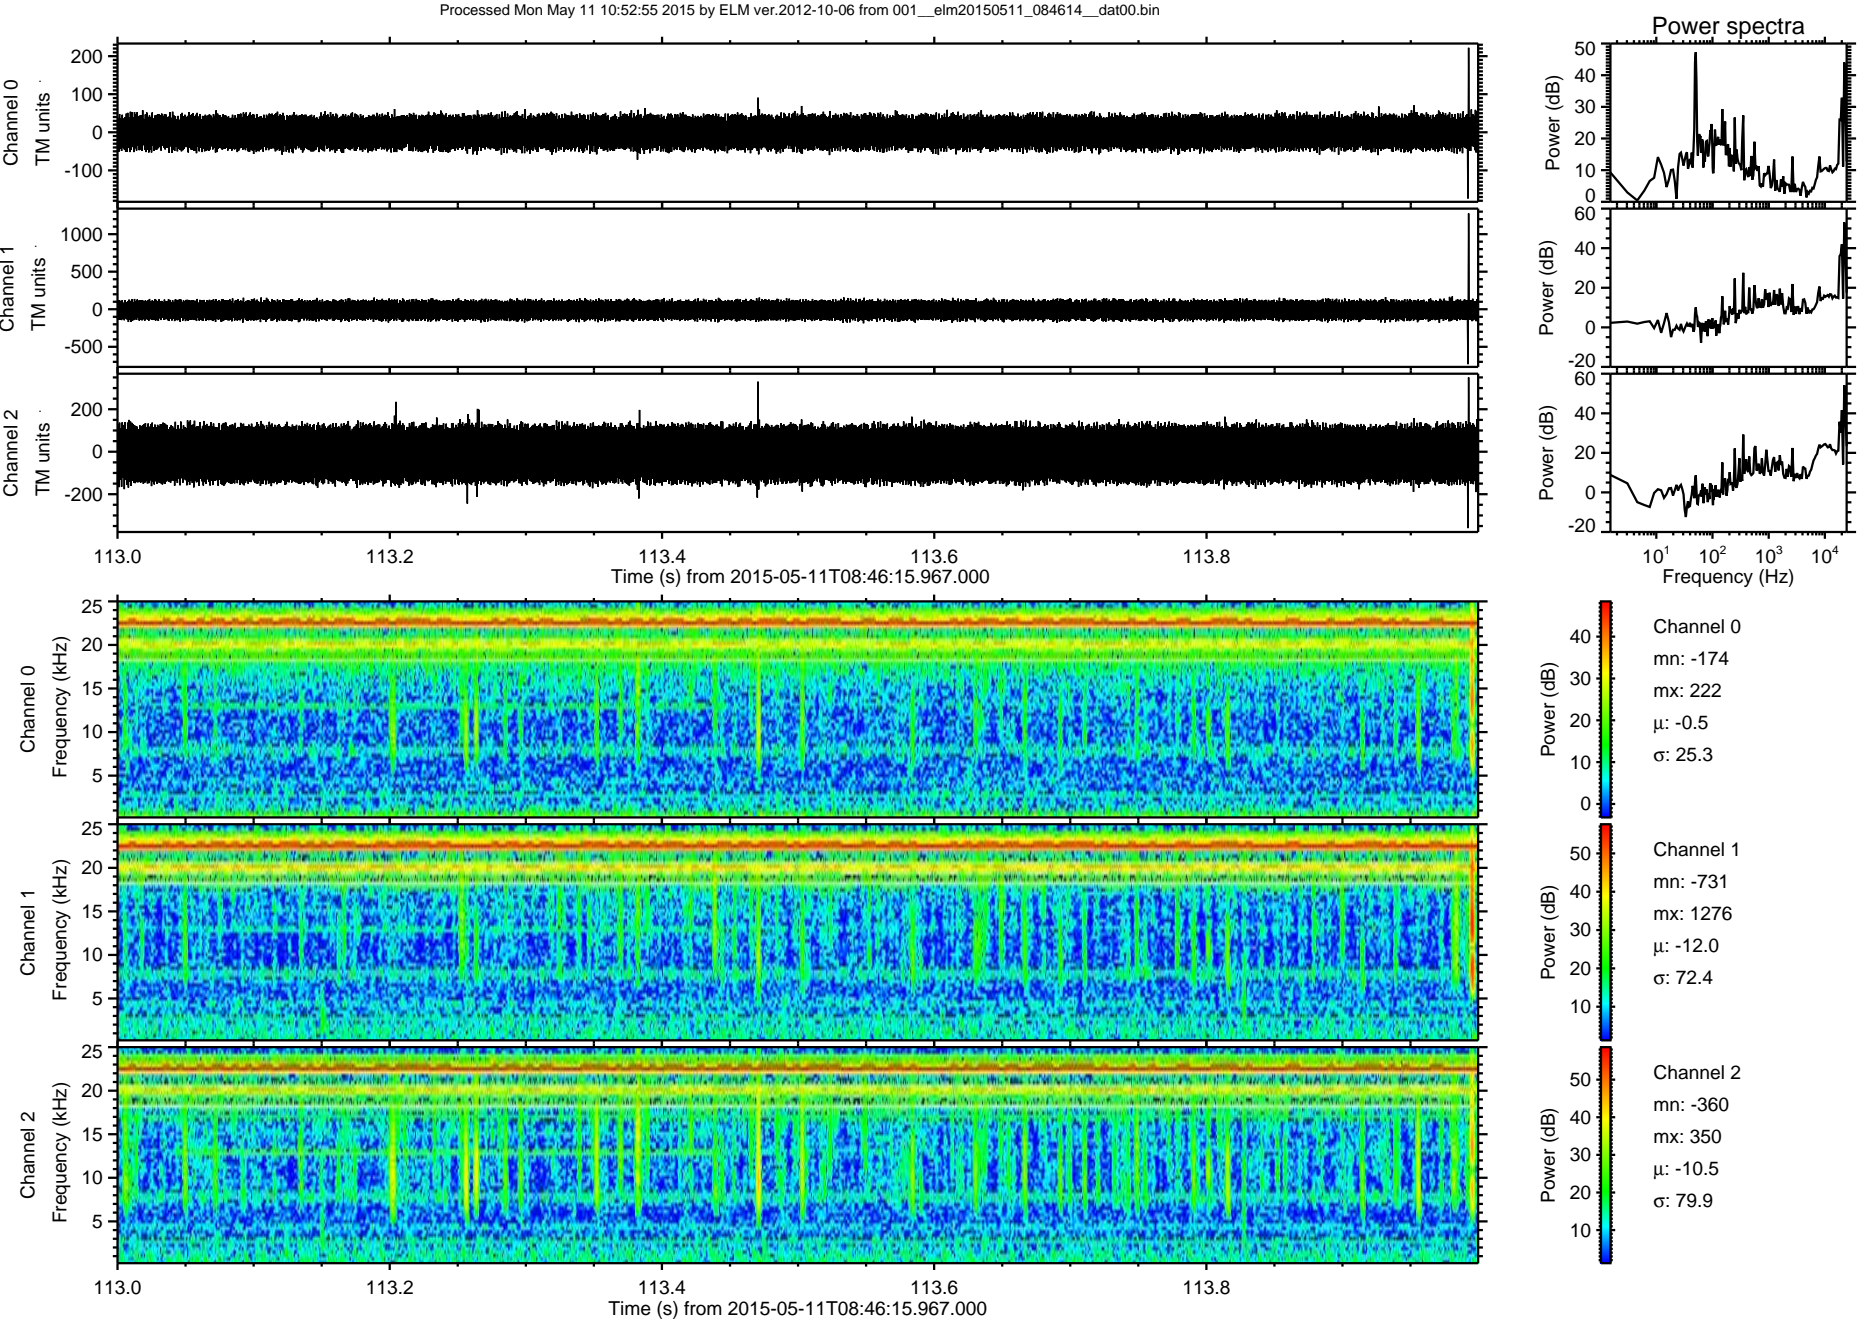 Processed Mon May 11 10:52:55 2015 by ELM ver.2012-10-06 from 001__elm20150511_084614__dat00.bin
Power spectra
Channel 0
TM units
200
100
0
-100
Power (dB)
50
40
30
20
10
0
Channel 1
TM units
1000
500
0
-500
Power (dB)
60
40
20
0
-20
Channel 2
TM units
200
0
-200
Power (dB)
60
40
20
0
-20
113.0 113.2 113.4 113.6 113.8
Time (s) from 2015-05-11T08:46:15.967.000
10¹ 10² 10³ 10⁴
Frequency (Hz)
Channel 0
Frequency (kHz)
25
20
15
10
5
Power (dB)
40
30
20
10
0
Channel 0
mn: -174
mx: 222
μ: -0.5
σ: 25.3
Channel 1
Frequency (kHz)
25
20
15
10
5
Power (dB)
50
40
30
20
10
Channel 1
mn: -731
mx: 1276
μ: -12.0
σ: 72.4
Channel 2
Frequency (kHz)
25
20
15
10
5
Power (dB)
50
40
30
20
10
Channel 2
mn: -360
mx: 350
μ: -10.5
σ: 79.9
113.0 113.2 113.4 113.6 113.8
Time (s) from 2015-05-11T08:46:15.967.000